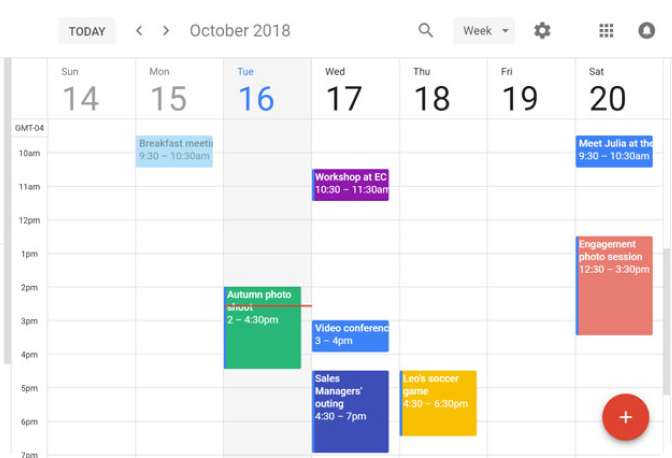 TODAY
October 2018
Week
Sun
Mon
Tue
Wed
Thu
Fri
Sat
14
15
16
17
18
19
20
GMT-04
10am
11am
12pm
1pm
2pm
3pm
4pm
5pm
6pm
7pm
Breakfast meetin
9:30 – 10:30am
Autumn photo
shoot
2 – 4:30pm
Workshop at EC
10:30 – 11:30am
Video conferenc
3 – 4pm
Sales
Managers'
outing
4:30 – 7pm
Leo's soccer
game
4:30 – 6:30pm
Meet Julia at the
9:30 – 10:30am
Engagement
photo session
12:30 – 3:30pm